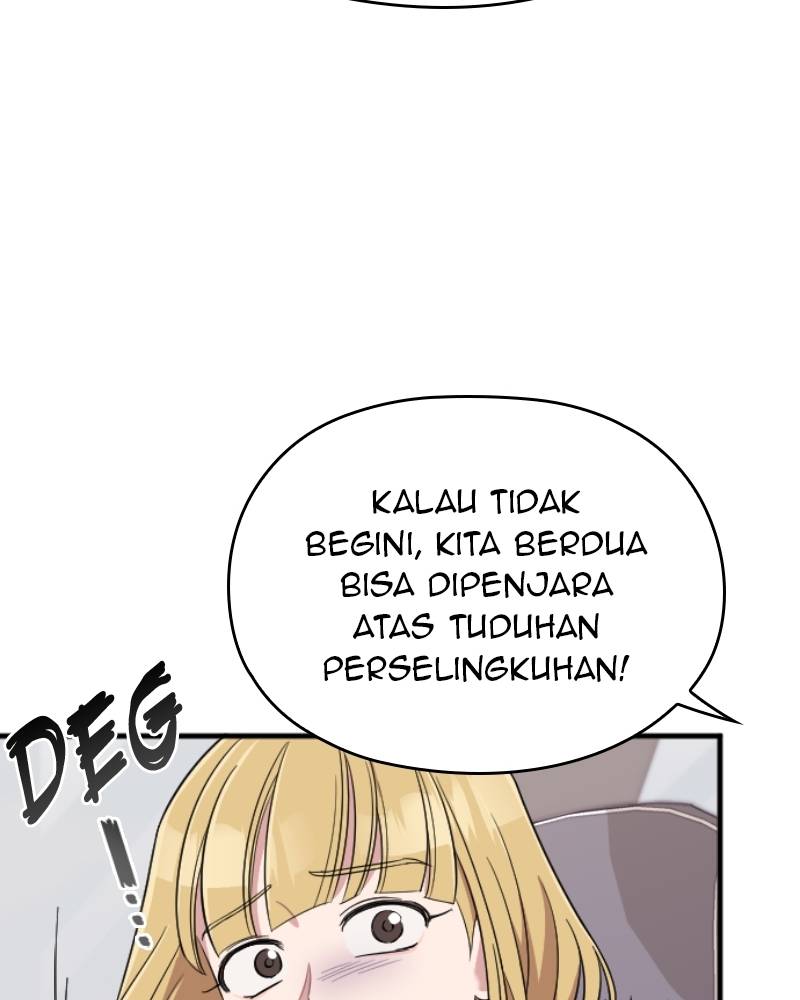 KALAU TIDAK
BEGINI, KITA BERDUA
BISA DIPENJARA
ATAS TUDUHAN
PERSELINGKUHAN!
DEG